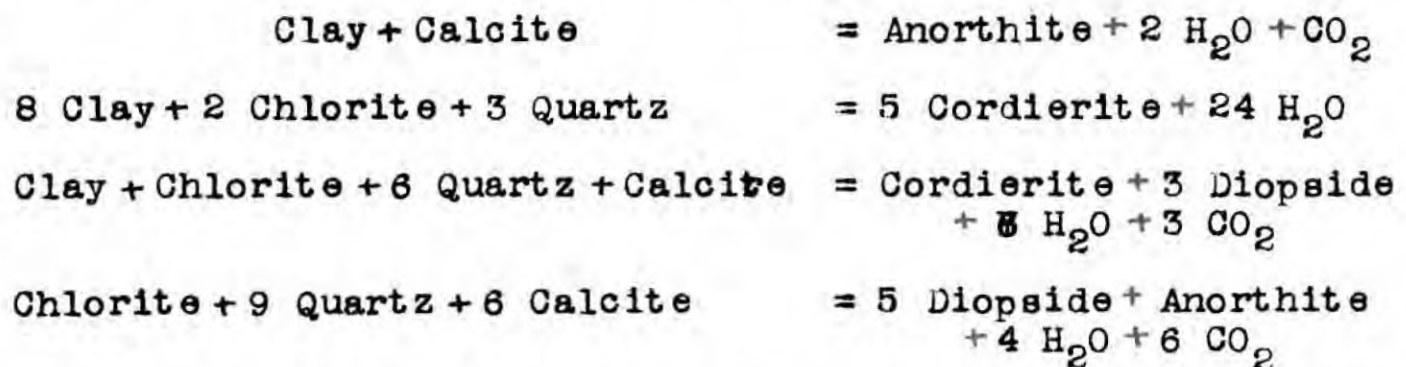 Clay + Calcite = Anorthite + 2 H₂O + CO₂
8 Clay + 2 Chlorite + 3 Quartz = 5 Cordierite + 24 H₂O
Clay + Chlorite + 6 Quartz + Calcite = Cordierite + 3 Diopside
+ H₂O + 3 CO₂
Chlorite + 9 Quartz + 6 Calcite = 5 Diopside + Anorthite
+ 4 H₂O + 6 CO₂